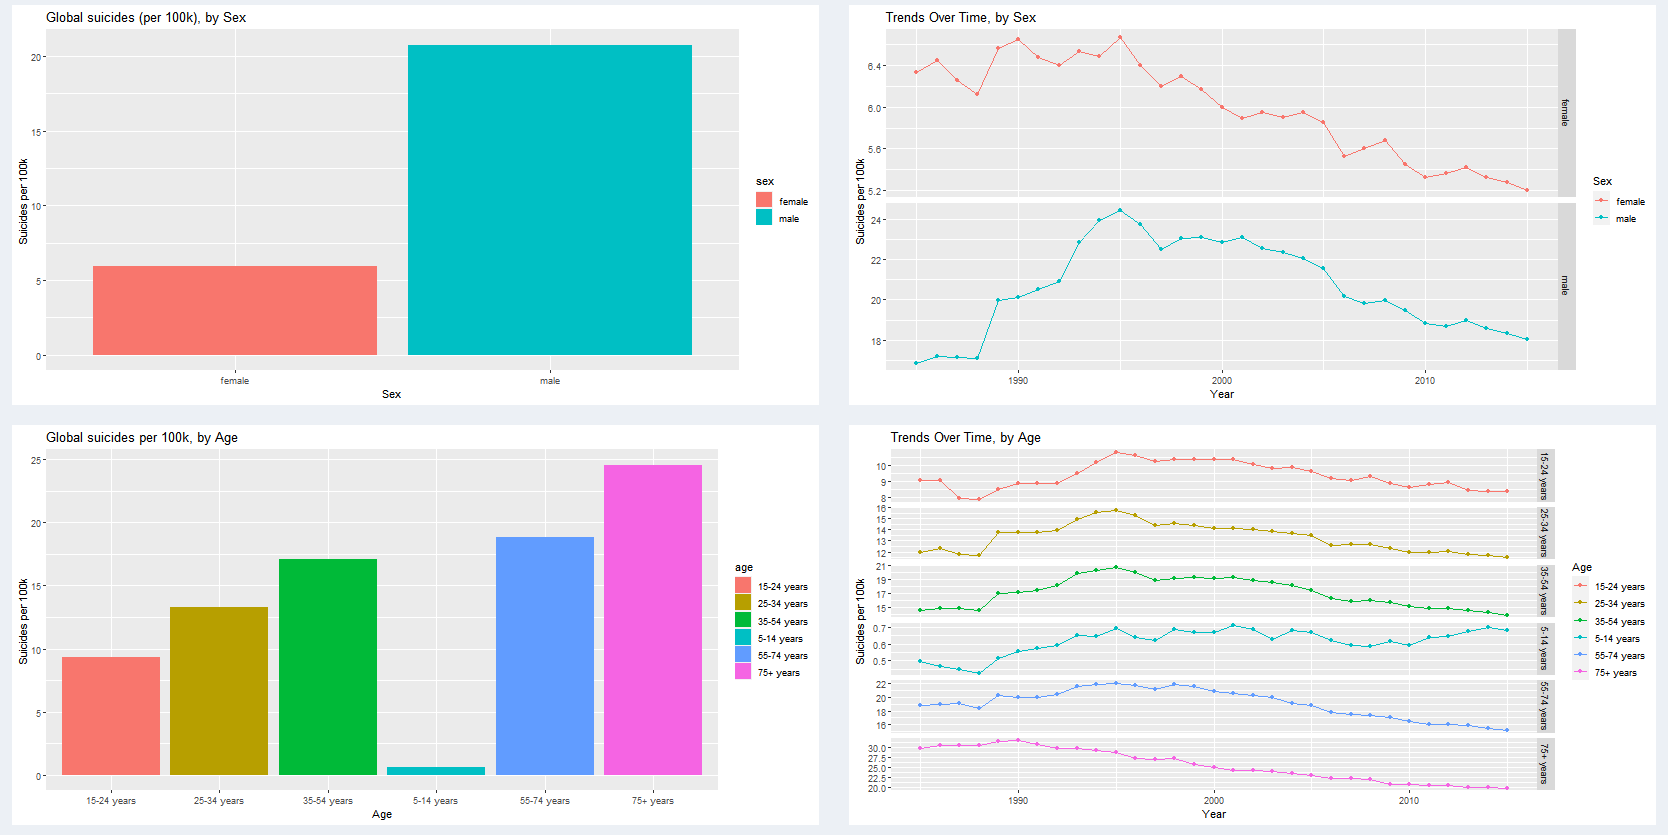 Global suicides (per 100k), by Sex
20
15
10
5
0
Suicides per 100k
female
male
Sex
sex
female
male
Trends Over Time, by Sex
6.4
6.0
5.6
5.2
female
24
22
20
18
male
Suicides per 100k
1990
2000
2010
Year
Sex
female
male
Global suicides per 100k, by Age
25
20
15
10
5
0
Suicides per 100k
15-24 years
25-34 years
35-54 years
5-14 years
55-74 years
75+ years
Age
age
15-24 years
25-34 years
35-54 years
5-14 years
55-74 years
75+ years
Trends Over Time, by Age
10
9
8
15-24 years
16
15
14
13
12
25-34 years
21
19
17
15
35-54 years
0.7
0.6
0.5
5-14 years
22
20
18
16
55-74 years
30.0
27.5
25.0
22.5
20.0
75+ years
Suicides per 100k
1990
2000
2010
Year
Age
15-24 years
25-34 years
35-54 years
5-14 years
55-74 years
75+ years